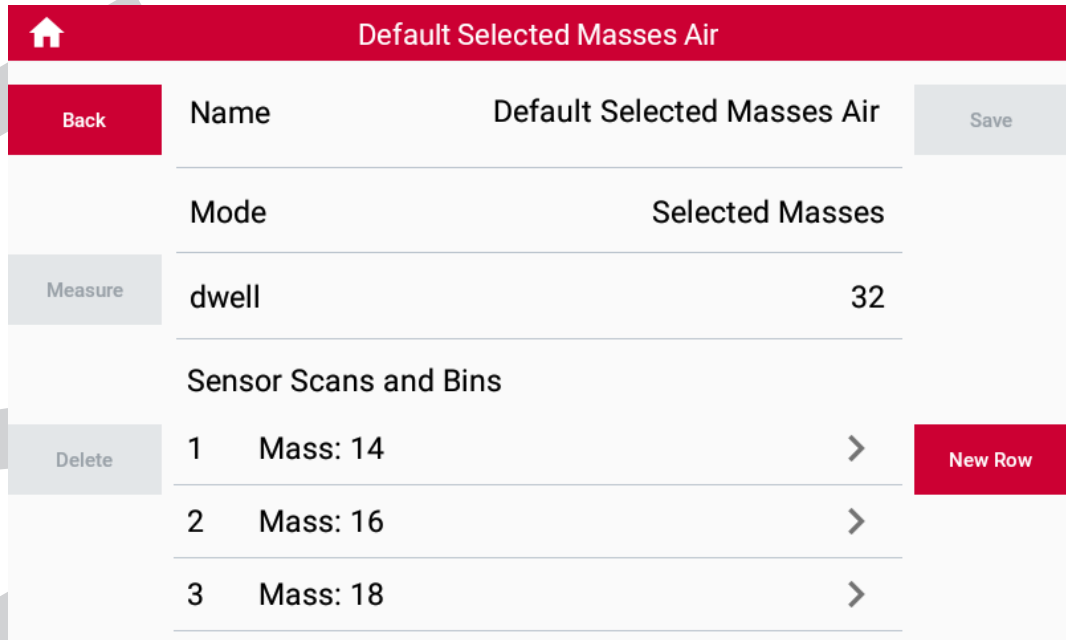 Default Selected Masses Air
Back
Name Default Selected Masses Air
Save
Mode Selected Masses
Measure
dwell 32
Sensor Scans and Bins
1 Mass: 14
Delete
New Row
2 Mass: 16
3 Mass: 18